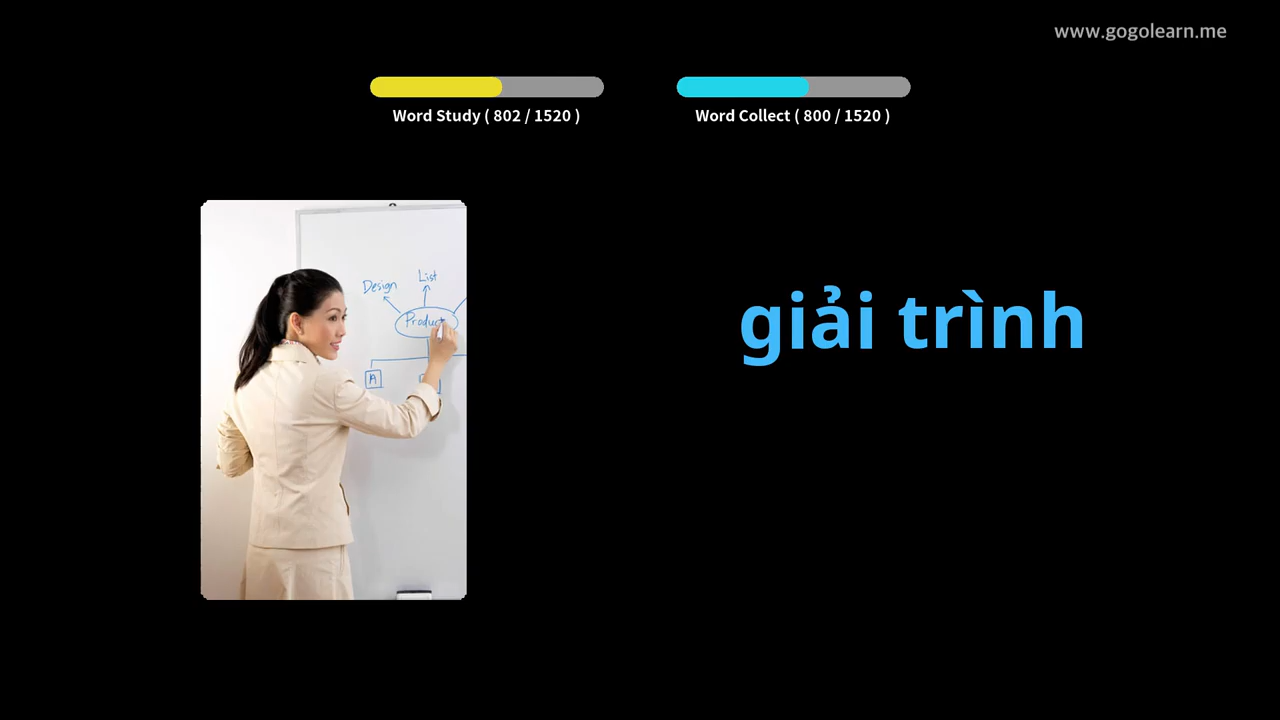 www.gogolearn.me
Word Study ( 802 / 1520 )
Word Collect ( 800 / 1520 )
giải trình
List
Design
Product
A